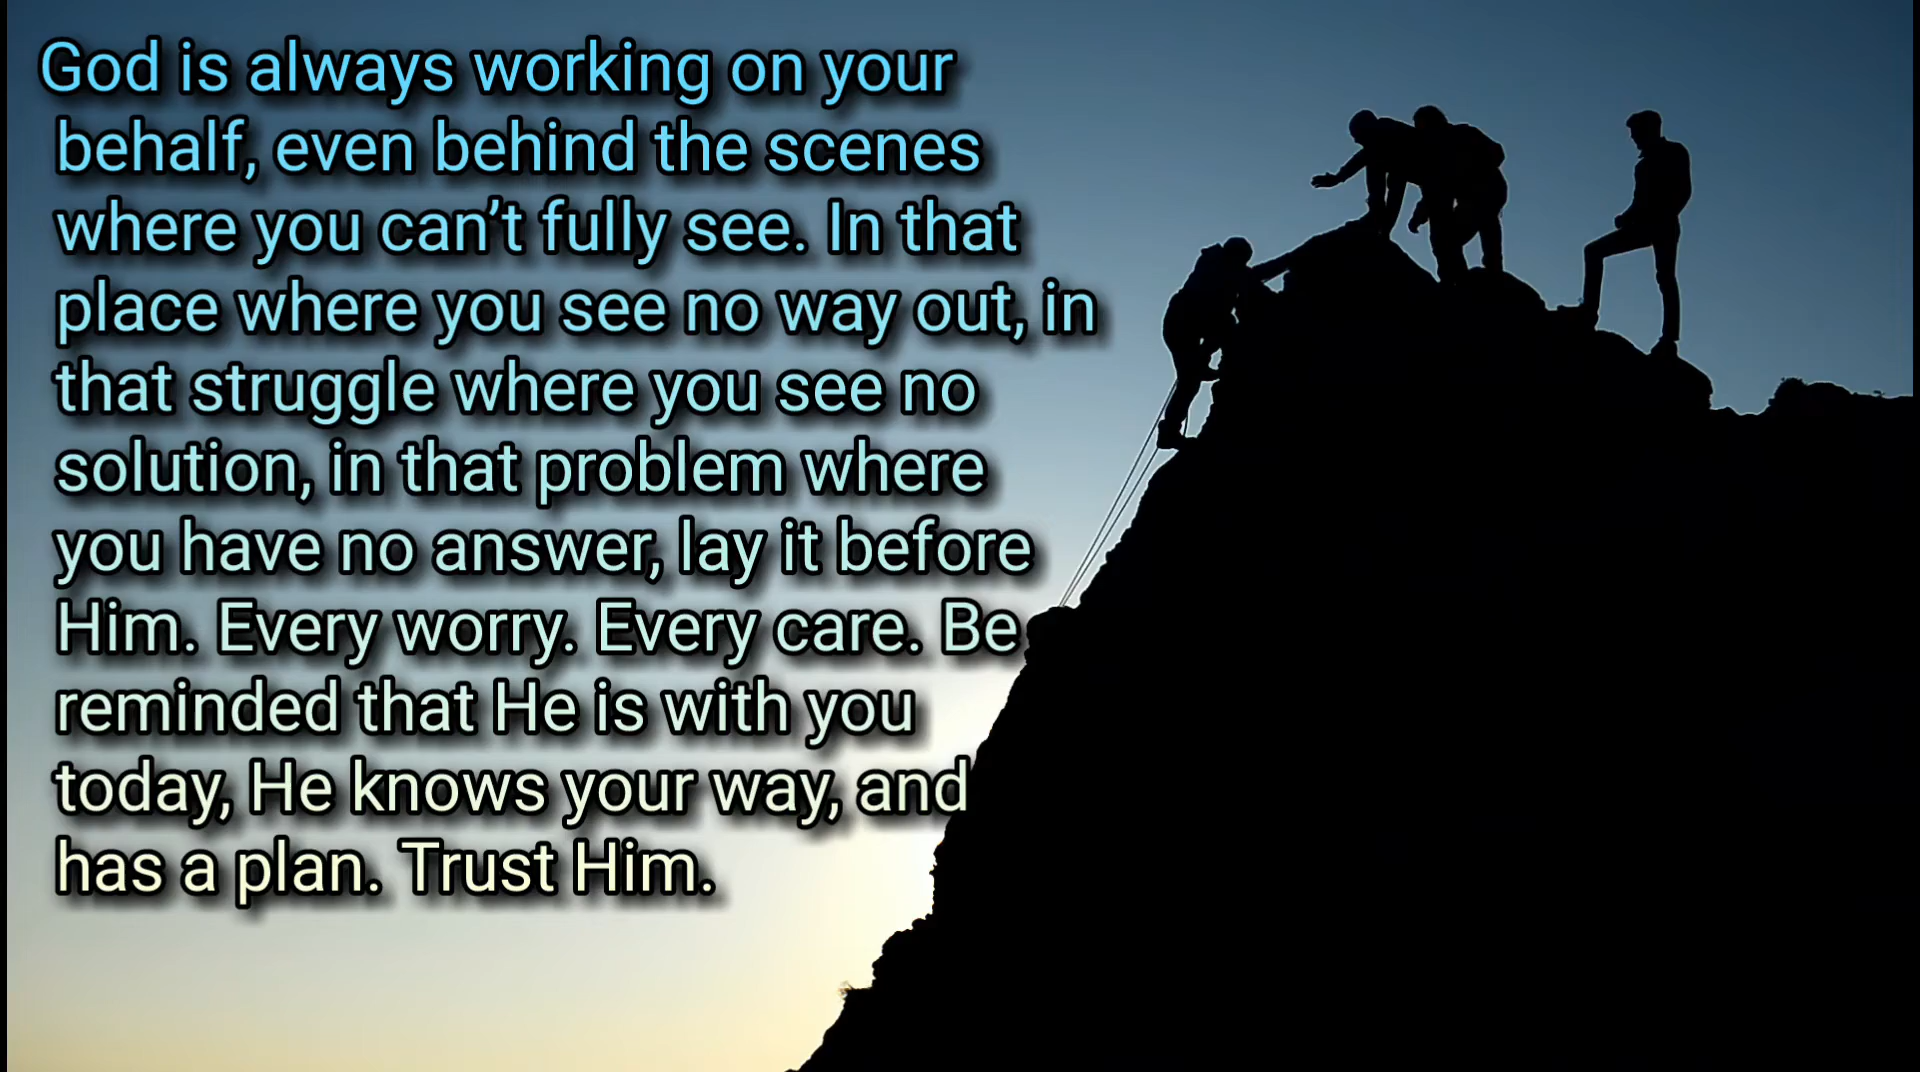 God is always working on your
behalf, even behind the scenes
where you can’t fully see. In that
place where you see no way out, in
that struggle where you see no
solution, in that problem where
you have no answer, lay it before
Him. Every worry. Every care. Be
reminded that He is with you
today, He knows your way, and
has a plan. Trust Him.